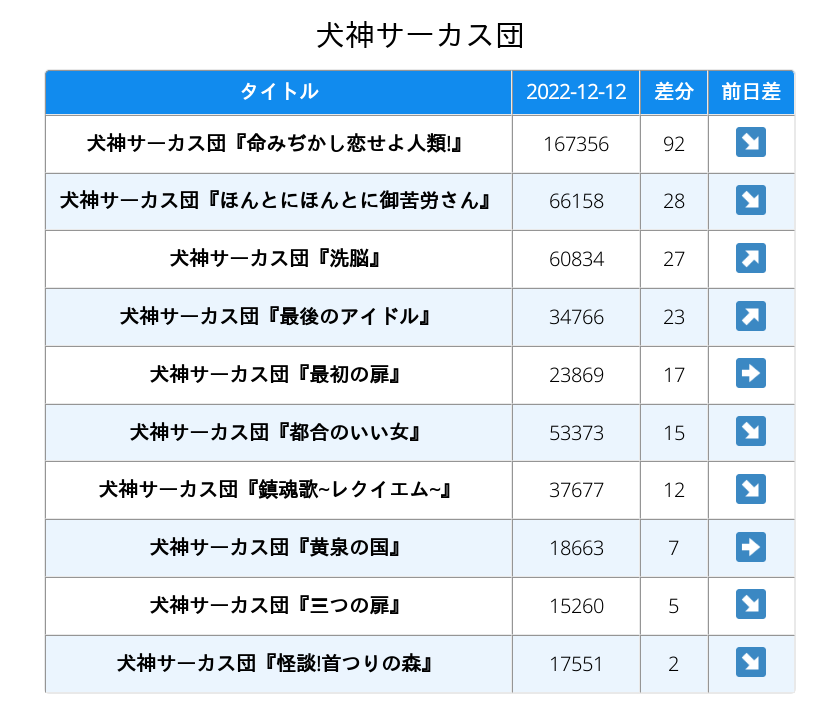 犬神サーカス団
タイトル 2022-12-12 差分 前日差
犬神サーカス団『命みぢかし恋せよ人類!』 167356 92 ↘
犬神サーカス団『ほんとにほんとに御苦労さん』 66158 28 ↘
犬神サーカス団『洗脳』 60834 27 ↗
犬神サーカス団『最後のアイドル』 34766 23 ↗
犬神サーカス団『最初の扉』 23869 17 ➡
犬神サーカス団『都合のいい女』 53373 15 ↘
犬神サーカス団『鎮魂歌~レクイエム~』 37677 12 ↘
犬神サーカス団『黄泉の国』 18663 7 ➡
犬神サーカス団『三つの扉』 15260 5 ↘
犬神サーカス団『怪談!首つりの森』 17551 2 ↘